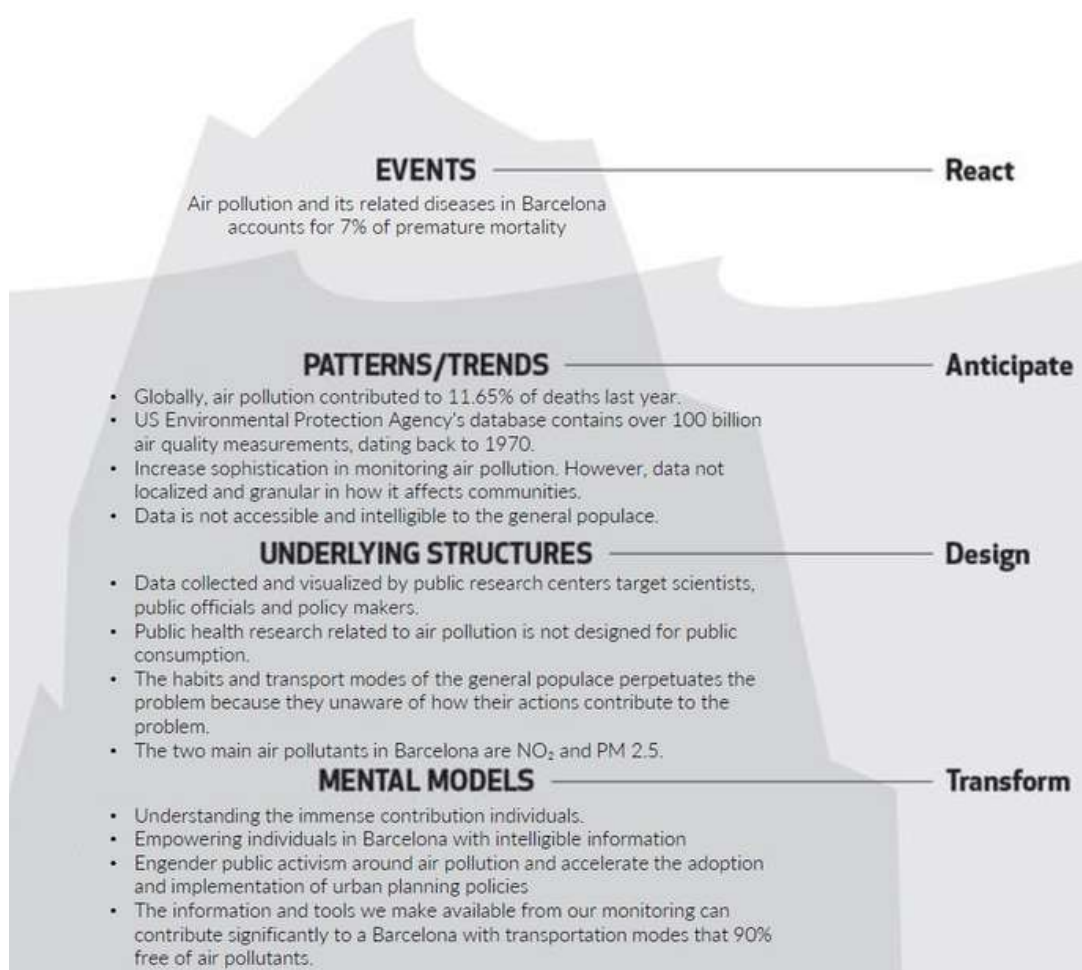 EVENTS React
Air pollution and its related diseases in Barcelona
accounts for 7% of premature mortality
PATTERNS/TRENDS Anticipate
• Globally, air pollution contributed to 11.65% of deaths last year.
• US Environmental Protection Agency's database contains over 100 billion
air quality measurements, dating back to 1970.
• Increase sophistication in monitoring air pollution. However, data not
localized and granular in how it affects communities.
• Data is not accessible and intelligible to the general populace.
UNDERLYING STRUCTURES Design
• Data collected and visualized by public research centers target scientists,
public officials and policy makers.
• Public health research related to air pollution is not designed for public
consumption.
• The habits and transport modes of the general populace perpetuates the
problem because they unaware of how their actions contribute to the
problem.
• The two main air pollutants in Barcelona are NO₂ and PM 2.5.
MENTAL MODELS Transform
• Understanding the immense contribution individuals.
• Empowering individuals in Barcelona with intelligible information
• Engender public activism around air pollution and accelerate the adoption
and implementation of urban planning policies
• The information and tools we make available from our monitoring can
contribute significantly to a Barcelona with transportation modes that 90%
free of air pollutants.